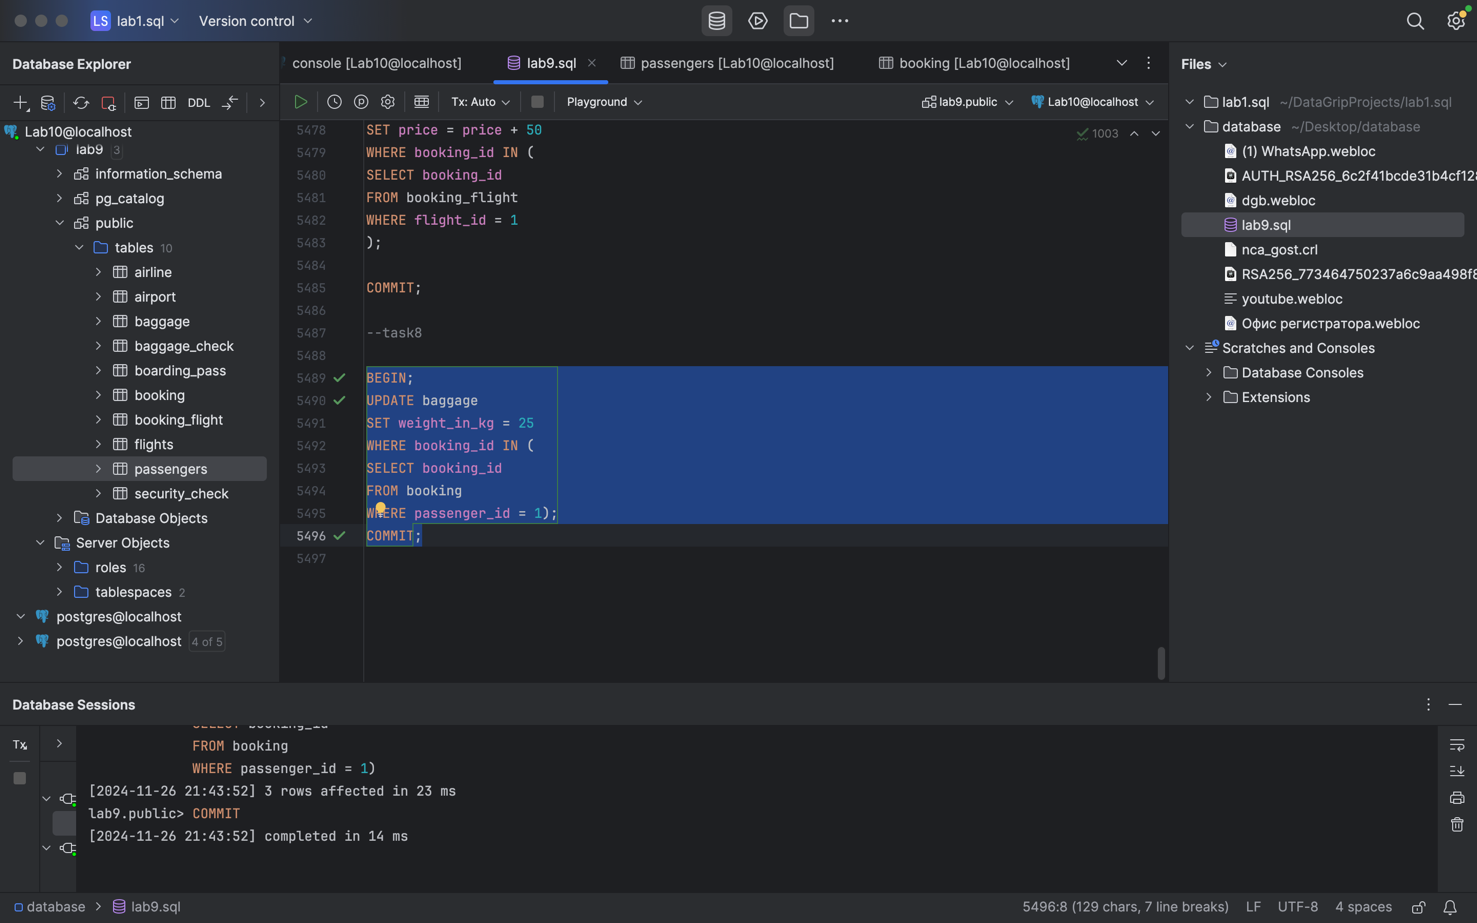 LS lab1.sql Version control
Database Explorer
DDL
Lab10@localhost
lab9 3
information_schema
pg_catalog
public
tables 10
airline
airport
baggage
baggage_check
boarding_pass
booking
booking_flight
flights
passengers
security_check
Database Objects
Server Objects
roles 16
tablespaces 2
postgres@localhost
postgres@localhost 4 of 5
console [Lab10@localhost]
lab9.sql
passengers [Lab10@localhost]
booking [Lab10@localhost]
Tx: Auto
Playground
lab9.public
Lab10@localhost
1003
5478 SET price = price + 50
5479 WHERE booking_id IN (
5480 SELECT booking_id
5481 FROM booking_flight
5482 WHERE flight_id = 1
5483 );
5484
5485 COMMIT;
5486
5487 --task8
5488
5489 BEGIN;
5490 UPDATE baggage
5491 SET weight_in_kg = 25
5492 WHERE booking_id IN (
5493 SELECT booking_id
5494 FROM booking
5495 WHERE passenger_id = 1);
5496 COMMIT;
5497
Files
lab1.sql ~/DataGripProjects/lab1.sql
database ~/Desktop/database
(1) WhatsApp.webloc
AUTH_RSA256_6c2f41bcde31b4cf128
dgb.webloc
lab9.sql
nca_gost.crl
RSA256_773464750237a6c9aa498f8
youtube.webloc
Офис регистратора.webloc
Scratches and Consoles
Database Consoles
Extensions
Database Sessions
Tx
SELECT booking_id
FROM booking
WHERE passenger_id = 1)
[2024-11-26 21:43:52] 3 rows affected in 23 ms
lab9.public> COMMIT
[2024-11-26 21:43:52] completed in 14 ms
database > lab9.sql
5496:8 (129 chars, 7 line breaks) LF UTF-8 4 spaces